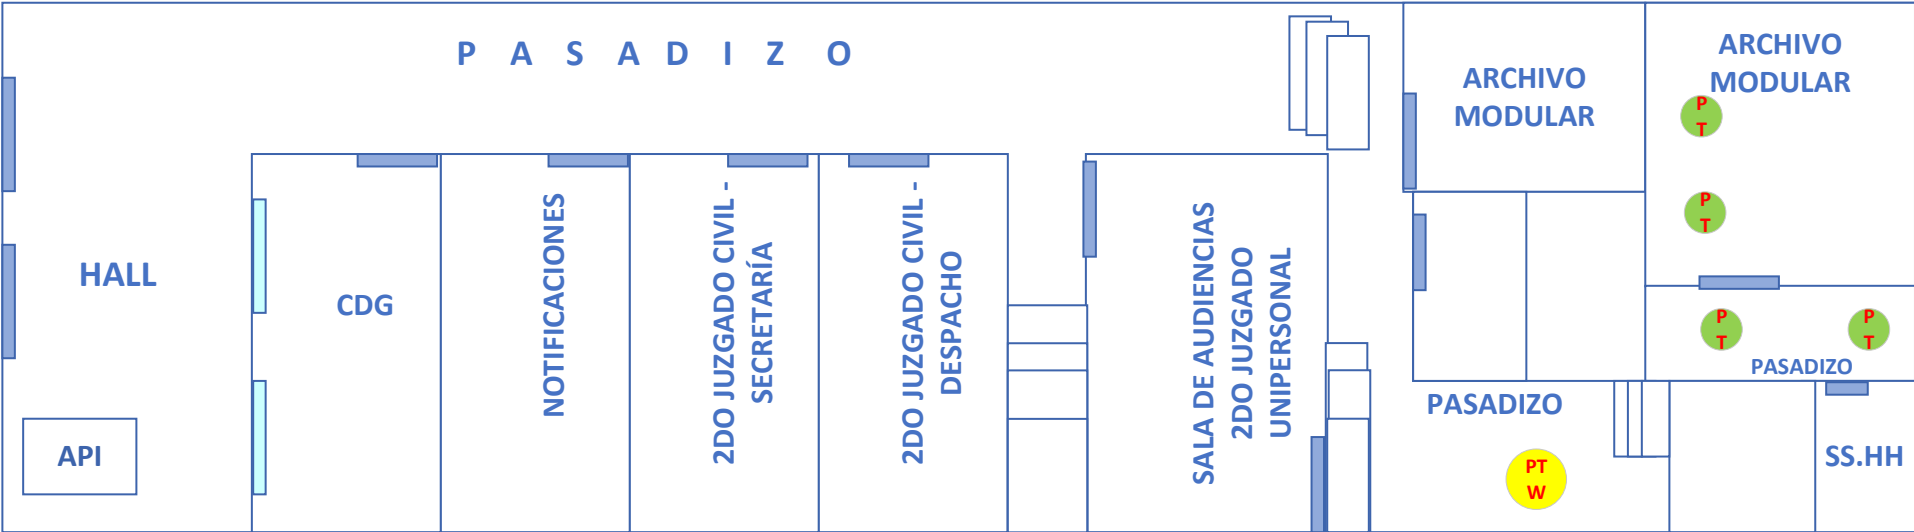 P A S A D I Z O
ARCHIVO
MODULAR
ARCHIVO
MODULAR
P
T
P
T
HALL
CDG
NOTIFICACIONES
2DO JUZGADO CIVIL -
SECRETARÍA
2DO JUZGADO CIVIL -
DESPACHO
SALA DE AUDIENCIAS
2DO JUZGADO
UNIPERSONAL
P
T
P
T
PASADIZO
PASADIZO
API
PT
W
SS.HH